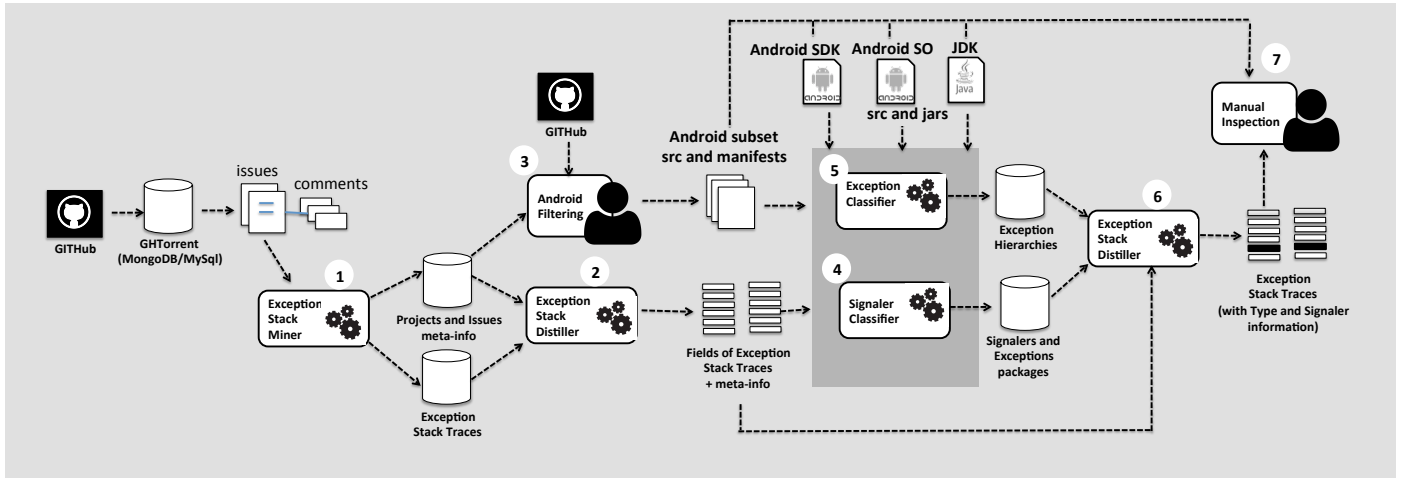 GITHub
GHTorrent
(MongoDB/MySql)
issues
comments
1
Exception
Stack
Miner
Projects and Issues
meta-info
Exception
Stack Traces
GITHub
3
Android
Filtering
2
Exception
Stack
Distiller
Android subset
src and manifests
Fields of Exception
Stack Traces
+ meta-info
Android SDK
ANDROID
Android SO
ANDROID
JDK
Java
src and jars
5
Exception
Classifier
4
Signaler
Classifier
Exception
Hierarchies
Signalers and
Exceptions
packages
6
Exception
Stack
Distiller
7
Manual
Inspection
Exception
Stack Traces
(with Type and Signaler
information)